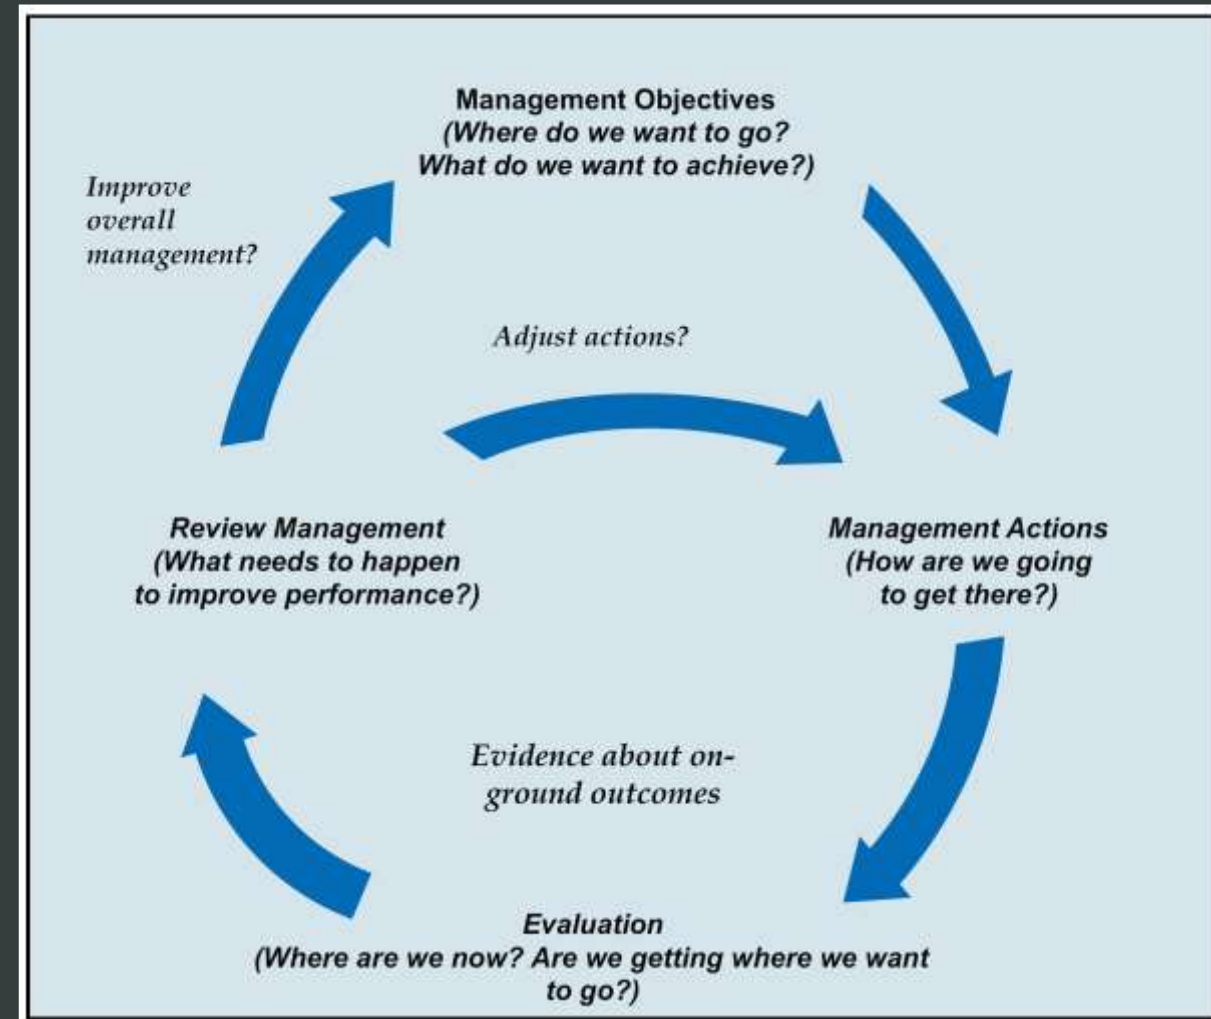 Management Objectives
(Where do we want to go?
What do we want to achieve?)
Improve
overall
management?
Adjust actions?
Review Management
(What needs to happen
to improve performance?)
Management Actions
(How are we going
to get there?)
Evidence about on-
ground outcomes
Evaluation
(Where are we now? Are we getting where we want
to go?)